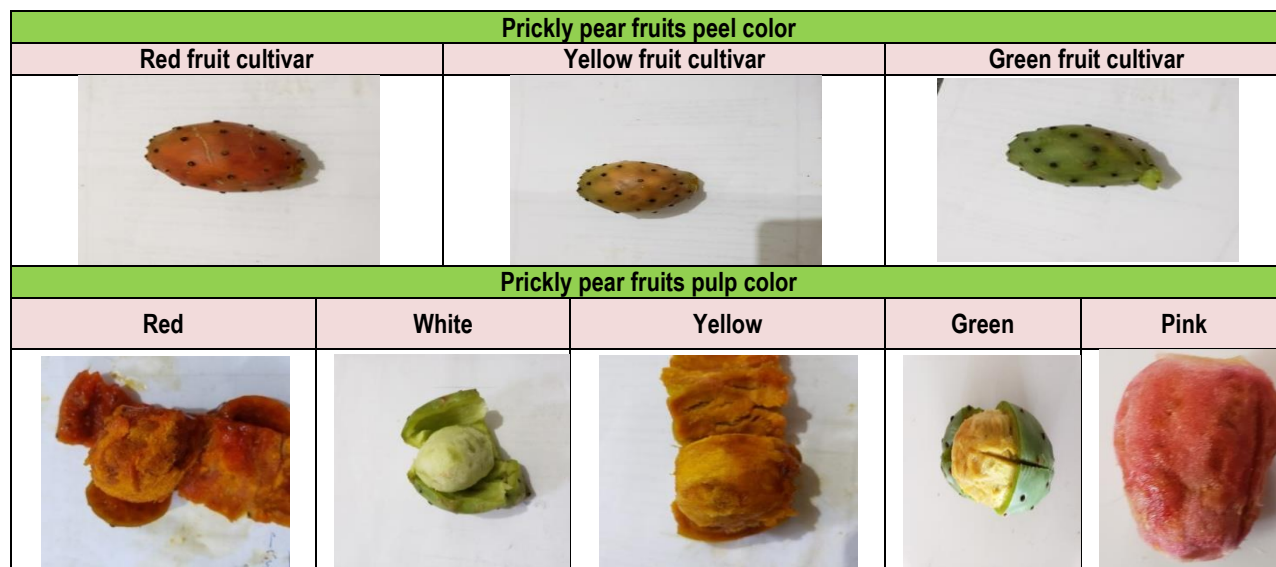 Prickly pear fruits peel color
Red fruit cultivar
Yellow fruit cultivar
Green fruit cultivar
Prickly pear fruits pulp color
Red
White
Yellow
Green
Pink